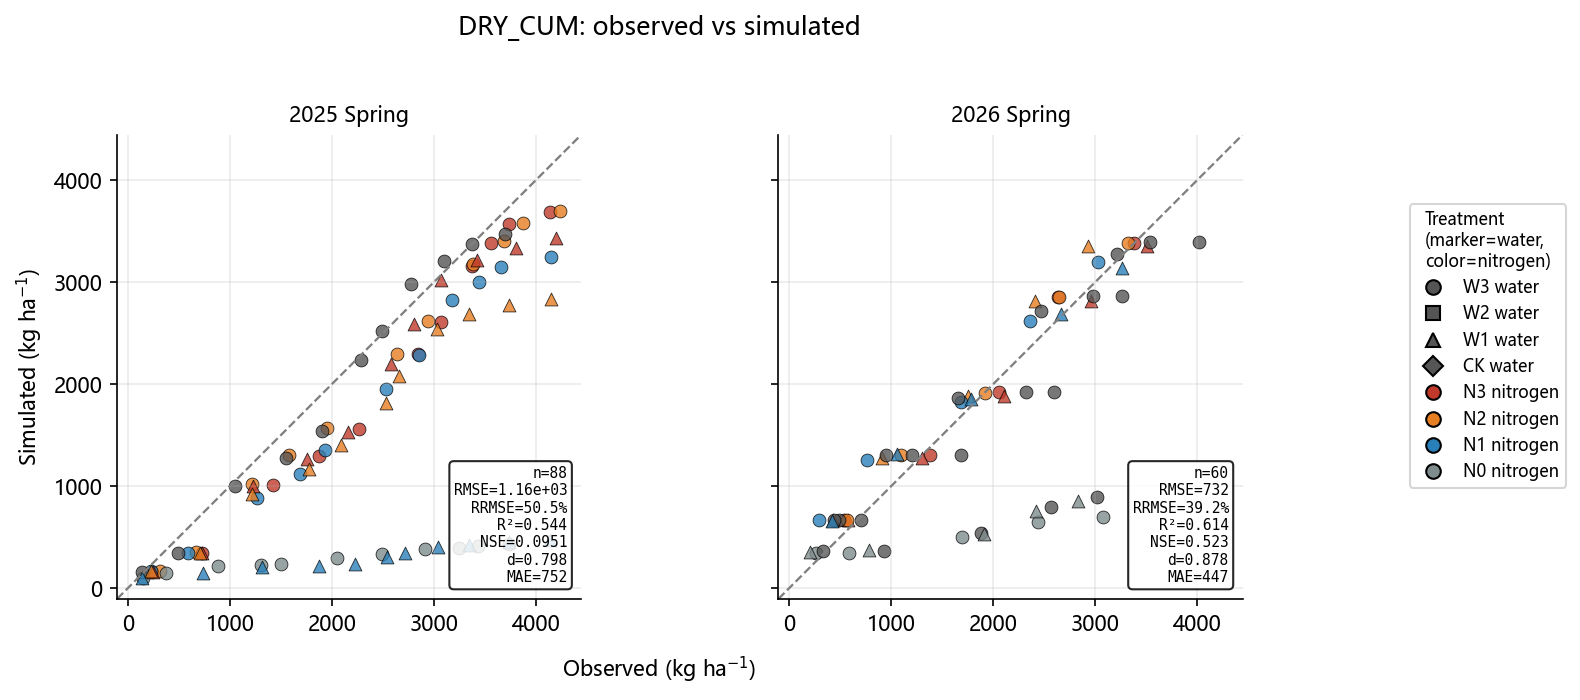 DRY_CUM: observed vs simulated
2025 Spring
2026 Spring
4000
3000
2000
1000
0
Simulated (kg ha⁻¹)
n=88
RMSE=1.16e+03
RRMSE=50.5%
R²=0.544
NSE=0.0951
d=0.798
MAE=752
n=60
RMSE=732
RRMSE=39.2%
R²=0.614
NSE=0.523
d=0.878
MAE=447
0 1000 2000 3000 4000
0 1000 2000 3000 4000
Observed (kg ha⁻¹)
Treatment
(marker=water,
color=nitrogen)
W3 water
W2 water
W1 water
CK water
N3 nitrogen
N2 nitrogen
N1 nitrogen
N0 nitrogen